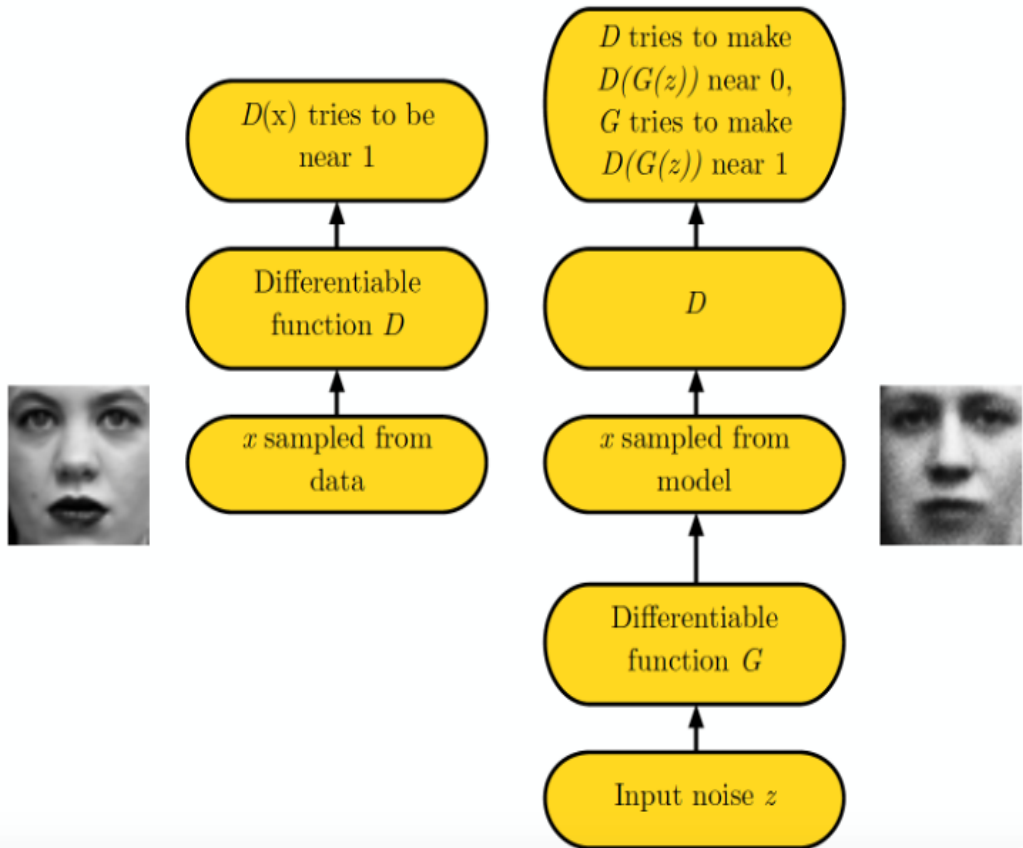 D(x) tries to be
near 1
Differentiable
function D
x sampled from
data
D tries to make
D(G(z)) near 0,
G tries to make
D(G(z)) near 1
D
x sampled from
model
Differentiable
function G
Input noise z